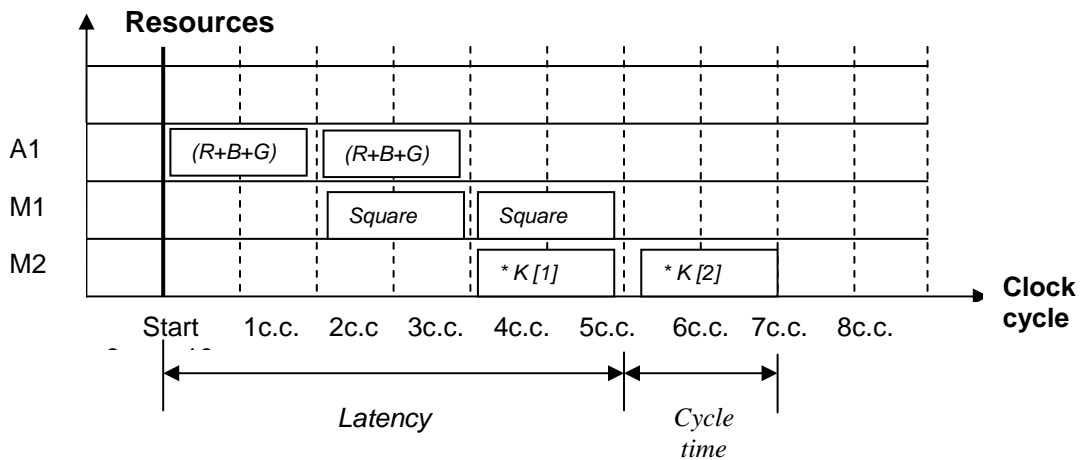 Resources
A1
(R+B+G)
(R+B+G)
M1
Square
Square
M2
* K [1]
* K [2]
Clock
cycle
Start
1c.c.
2c.c
3c.c.
4c.c.
5c.c.
6c.c.
7c.c.
8c.c.
Latency
Cycle
time